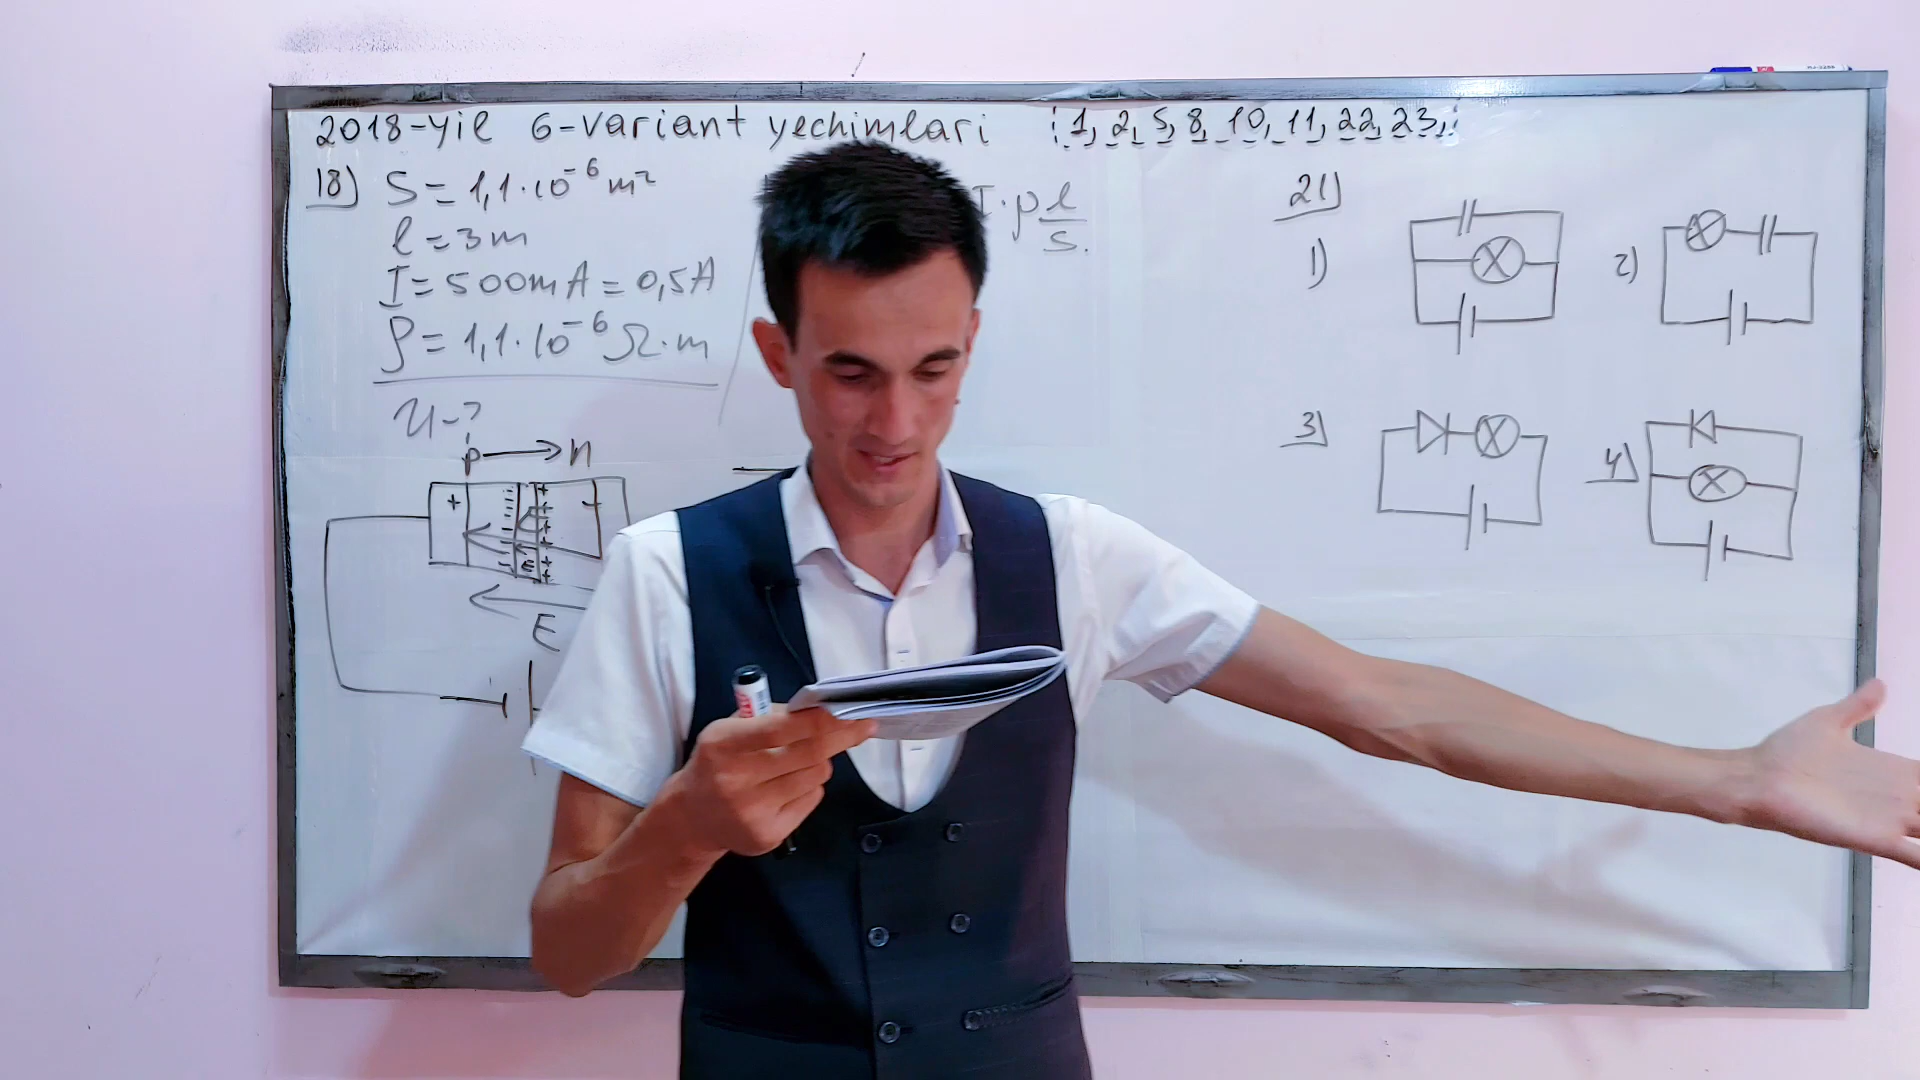 2018-yil 6-variant yechimlari 1, 2, 5, 8, 10, 11, 22, 23,
18) S = 1,1·10⁻⁶ m²
l = 3m
I = 500mA = 0,5A
ρ = 1,1·10⁻⁶ Ω·m
U-?
I·ρ l/S.
p → n
+ -
E
E
21)
1)
2)
3)
4)